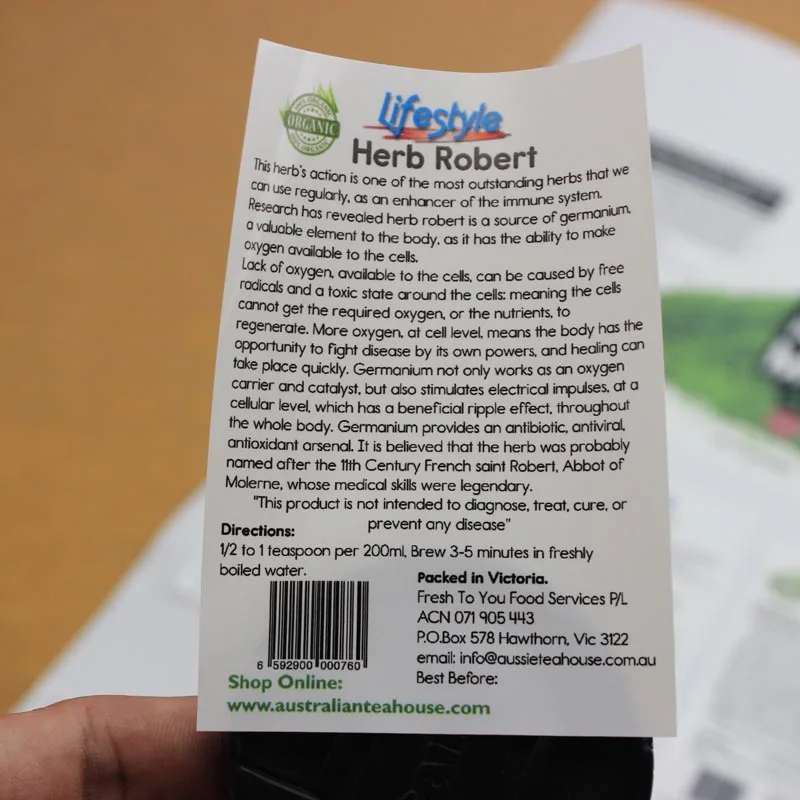 100% ORGANIC
ORGANIC
Lifestyle
Herb Robert
This herb's action is one of the most outstanding herbs that we
can use regularly, as an enhancer of the immune system.
Research has revealed herb robert is a source of germanium,
a valuable element to the body, as it has the ability to make
oxygen available to the cells.
Lack of oxygen, available to the cells, can be caused by free
radicals and a toxic state around the cells: meaning the cells
cannot get the required oxygen, or the nutrients, to
regenerate. More oxygen, at cell level, means the body has the
opportunity to fight disease by its own powers, and healing can
take place quickly. Germanium not only works as an oxygen
carrier and catalyst, but also stimulates electrical impulses, at a
cellular level, which has a beneficial ripple effect, throughout
the whole body. Germanium provides an antibiotic, antiviral,
antioxidant arsenal. It is believed that the herb was probably
named after the 11th Century French saint Robert, Abbot of
Molerne, whose medical skills were legendary.
"This product is not intended to diagnose, treat, cure, or
prevent any disease"
Directions:
1/2 to 1 teaspoon per 200ml, Brew 3-5 minutes in freshly
boiled water.
6 592900 000760
Packed in Victoria.
Fresh To You Food Services P/L
ACN 071 905 443
P.O.Box 578 Hawthorn, Vic 3122
email: info@aussieteahouse.com.au
Best Before:
Shop Online:
www.australianteahouse.com